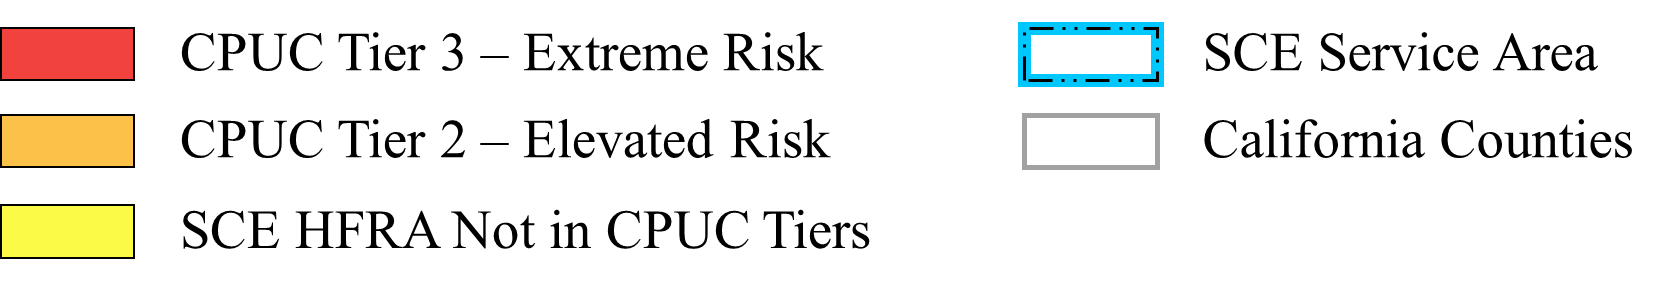 CPUC Tier 3 – Extreme Risk
CPUC Tier 2 – Elevated Risk
SCE HFRA Not in CPUC Tiers
SCE Service Area
California Counties